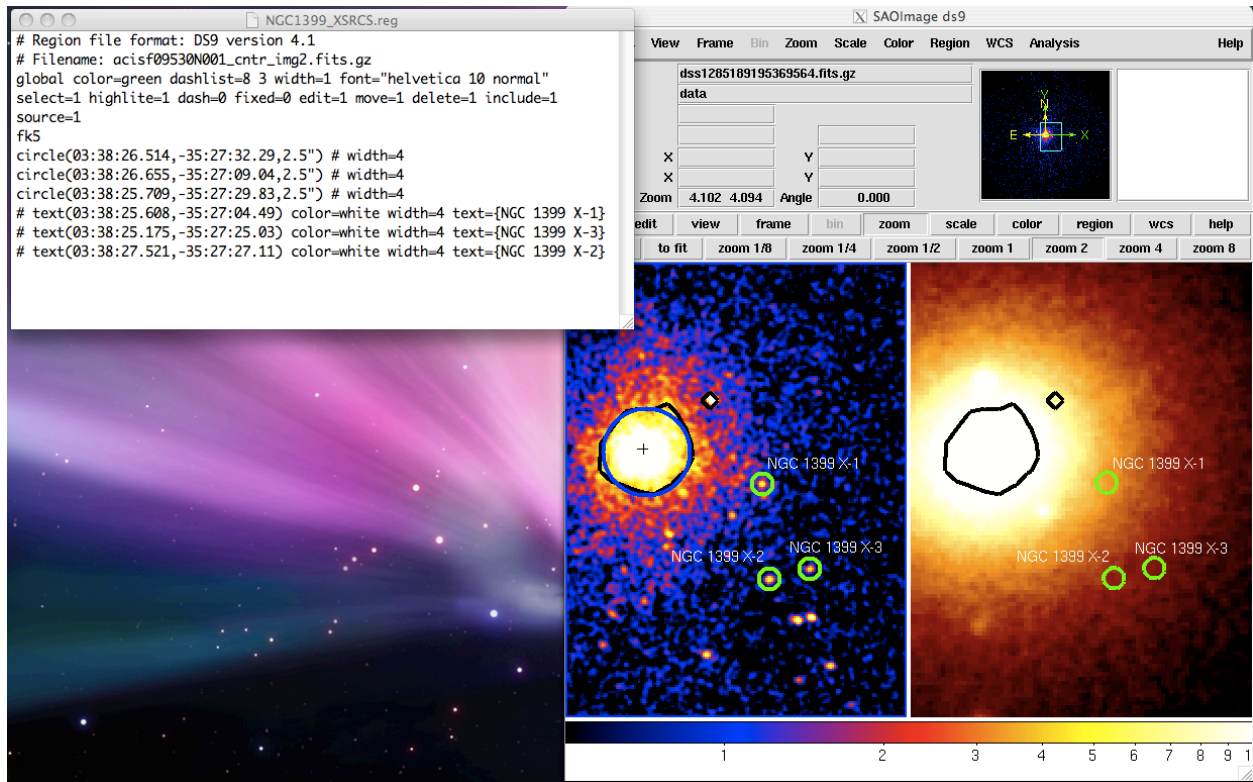 NGC1399_XSRCS.reg
# Region file format: DS9 version 4.1
# Filename: acisf09530N001_cntr_img2.fits.gz
global color=green dashlist=8 3 width=1 font="helvetica 10 normal"
select=1 highlite=1 dash=0 fixed=0 edit=1 move=1 delete=1 include=1
source=1
fk5
circle(03:38:26.514,-35:27:32.29,2.5") # width=4
circle(03:38:26.655,-35:27:09.04,2.5") # width=4
circle(03:38:25.709,-35:27:29.83,2.5") # width=4
# text(03:38:25.608,-35:27:04.49) color=white width=4 text={NGC 1399 X-1}
# text(03:38:25.175,-35:27:25.03) color=white width=4 text={NGC 1399 X-3}
# text(03:38:27.521,-35:27:27.11) color=white width=4 text={NGC 1399 X-2}
SAOImage ds9
View Frame Bin Zoom Scale Color Region WCS Analysis Help
dss1285189195369564.fits.gz
data
X Y
X Y
Zoom 4.102 4.094 Angle 0.000
Y
N
E X
edit view frame bin zoom scale color region wcs help
to fit zoom 1/8 zoom 1/4 zoom 1/2 zoom 1 zoom 2 zoom 4 zoom 8
NGC 1399 X-1
NGC 1399 X-2
NGC 1399 X-3
NGC 1399 X-1
NGC 1399 X-2
NGC 1399 X-3
1 2 3 4 5 6 7 8 9 1